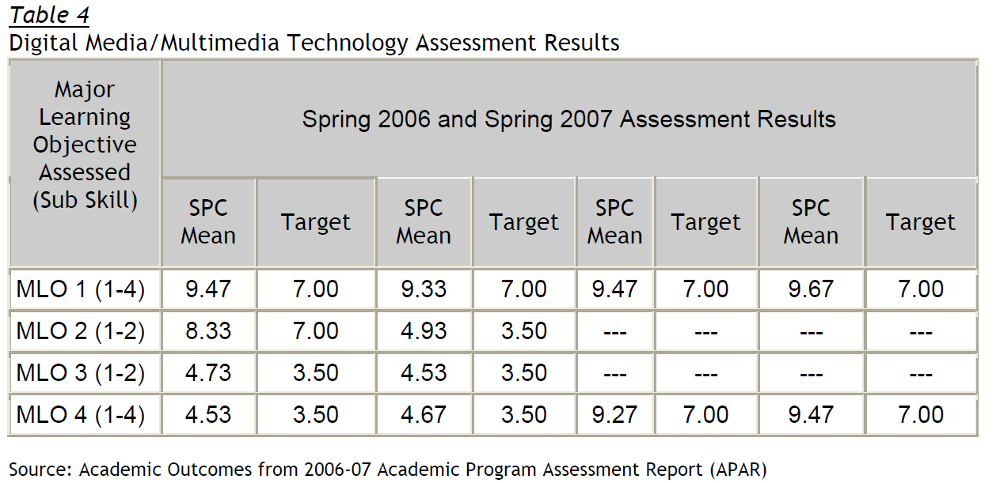 Table 4
Digital Media/Multimedia Technology Assessment Results
Major
Learning
Objective
Assessed
(Sub Skill)
Spring 2006 and Spring 2007 Assessment Results
SPC
Mean
Target
SPC
Mean
Target
SPC
Mean
Target
SPC
Mean
Target
MLO 1 (1-4) 9.47 7.00 9.33 7.00 9.47 7.00 9.67 7.00
MLO 2 (1-2) 8.33 7.00 4.93 3.50 --- --- --- ---
MLO 3 (1-2) 4.73 3.50 4.53 3.50 --- --- --- ---
MLO 4 (1-4) 4.53 3.50 4.67 3.50 9.27 7.00 9.47 7.00
Source: Academic Outcomes from 2006-07 Academic Program Assessment Report (APAR)